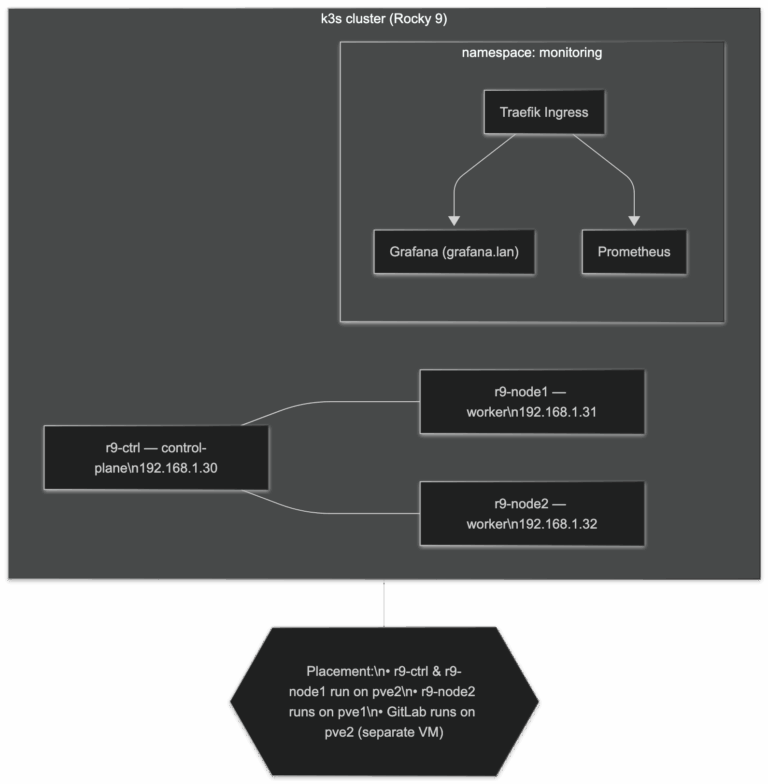 k3s cluster (Rocky 9)
namespace: monitoring
Traefik Ingress
Grafana (grafana.lan)
Prometheus
r9-node1 —
worker\n192.168.1.31
r9-ctrl — control-
plane\n192.168.1.30
r9-node2 —
worker\n192.168.1.32
Placement:\n• r9-ctrl & r9-
node1 run on pve2\n• r9-node2
runs on pve1\n• GitLab runs on
pve2 (separate VM)